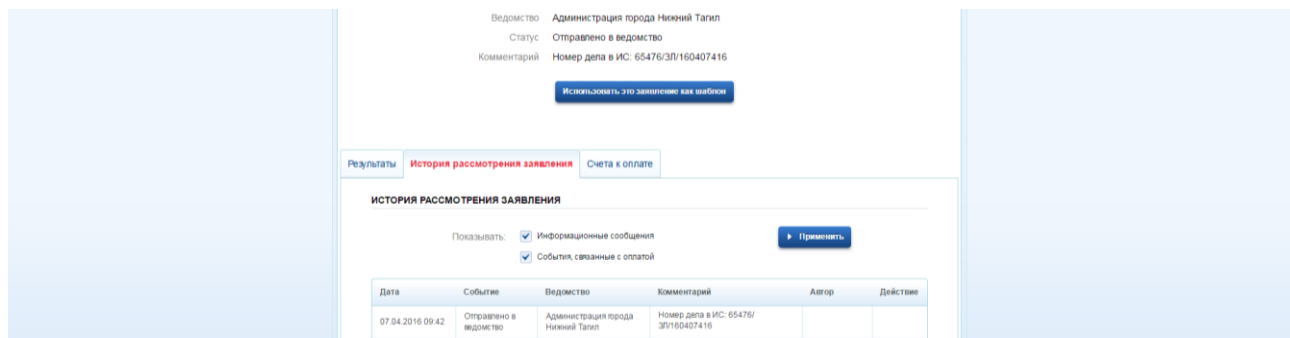 Ведомство Администрация города Нижний Тагил
Статус Отправлено в ведомство
Комментарий Номер дела в ИС: 65476/ЗЛ/160407416
Использовать это заявление как шаблон
Результаты История рассмотрения заявления Счета к оплате
ИСТОРИЯ РАССМОТРЕНИЯ ЗАЯВЛЕНИЯ
Показывать: Информационные сообщения Применить
События, связанные с оплатой
Дата Событие Ведомство Комментарий Автор Действие
07.04.2016 09:42 Отправлено в Администрация города Номер дела в ИС: 65476/
ведомство Нижний Тагил ЗЛ/160407416